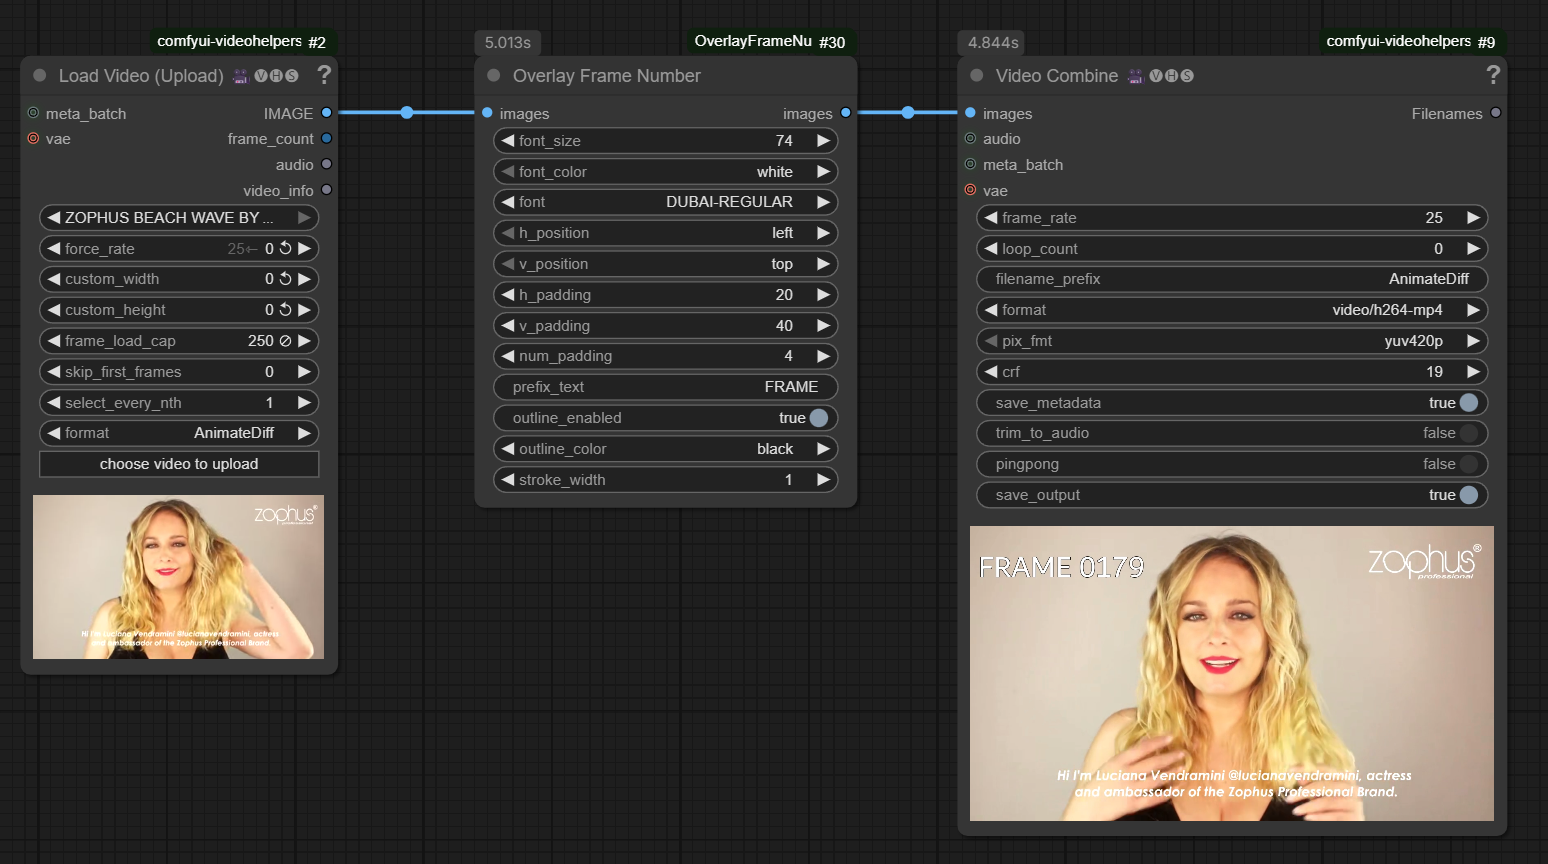 comfyui-videohelpers #2
Load Video (Upload) VHS ?
meta_batch IMAGE
vae frame_count
audio
video_info
ZOPHUS BEACH WAVE BY ...
force_rate 25← 0
custom_width 0
custom_height 0
frame_load_cap 250
skip_first_frames 0
select_every_nth 1
format AnimateDiff
choose video to upload
zophus®
Hi I'm Luciana Vendramini @lucianavendramini, actress
and ambassador of the Zophus Professional Brand.
5.013s OverlayFrameNu #30
Overlay Frame Number
images images
font_size 74
font_color white
font DUBAI-REGULAR
h_position left
v_position top
h_padding 20
v_padding 40
num_padding 4
prefix_text FRAME
outline_enabled true
outline_color black
stroke_width 1
4.844s comfyui-videohelpers #9
Video Combine VHS ?
images Filenames
audio
meta_batch
vae
frame_rate 25
loop_count 0
filename_prefix AnimateDiff
format video/h264-mp4
pix_fmt yuv420p
crf 19
save_metadata true
trim_to_audio false
pingpong false
save_output true
FRAME 0179
zophus®
professional
Hi I'm Luciana Vendramini @lucianavendramini, actress
and ambassador of the Zophus Professional Brand.